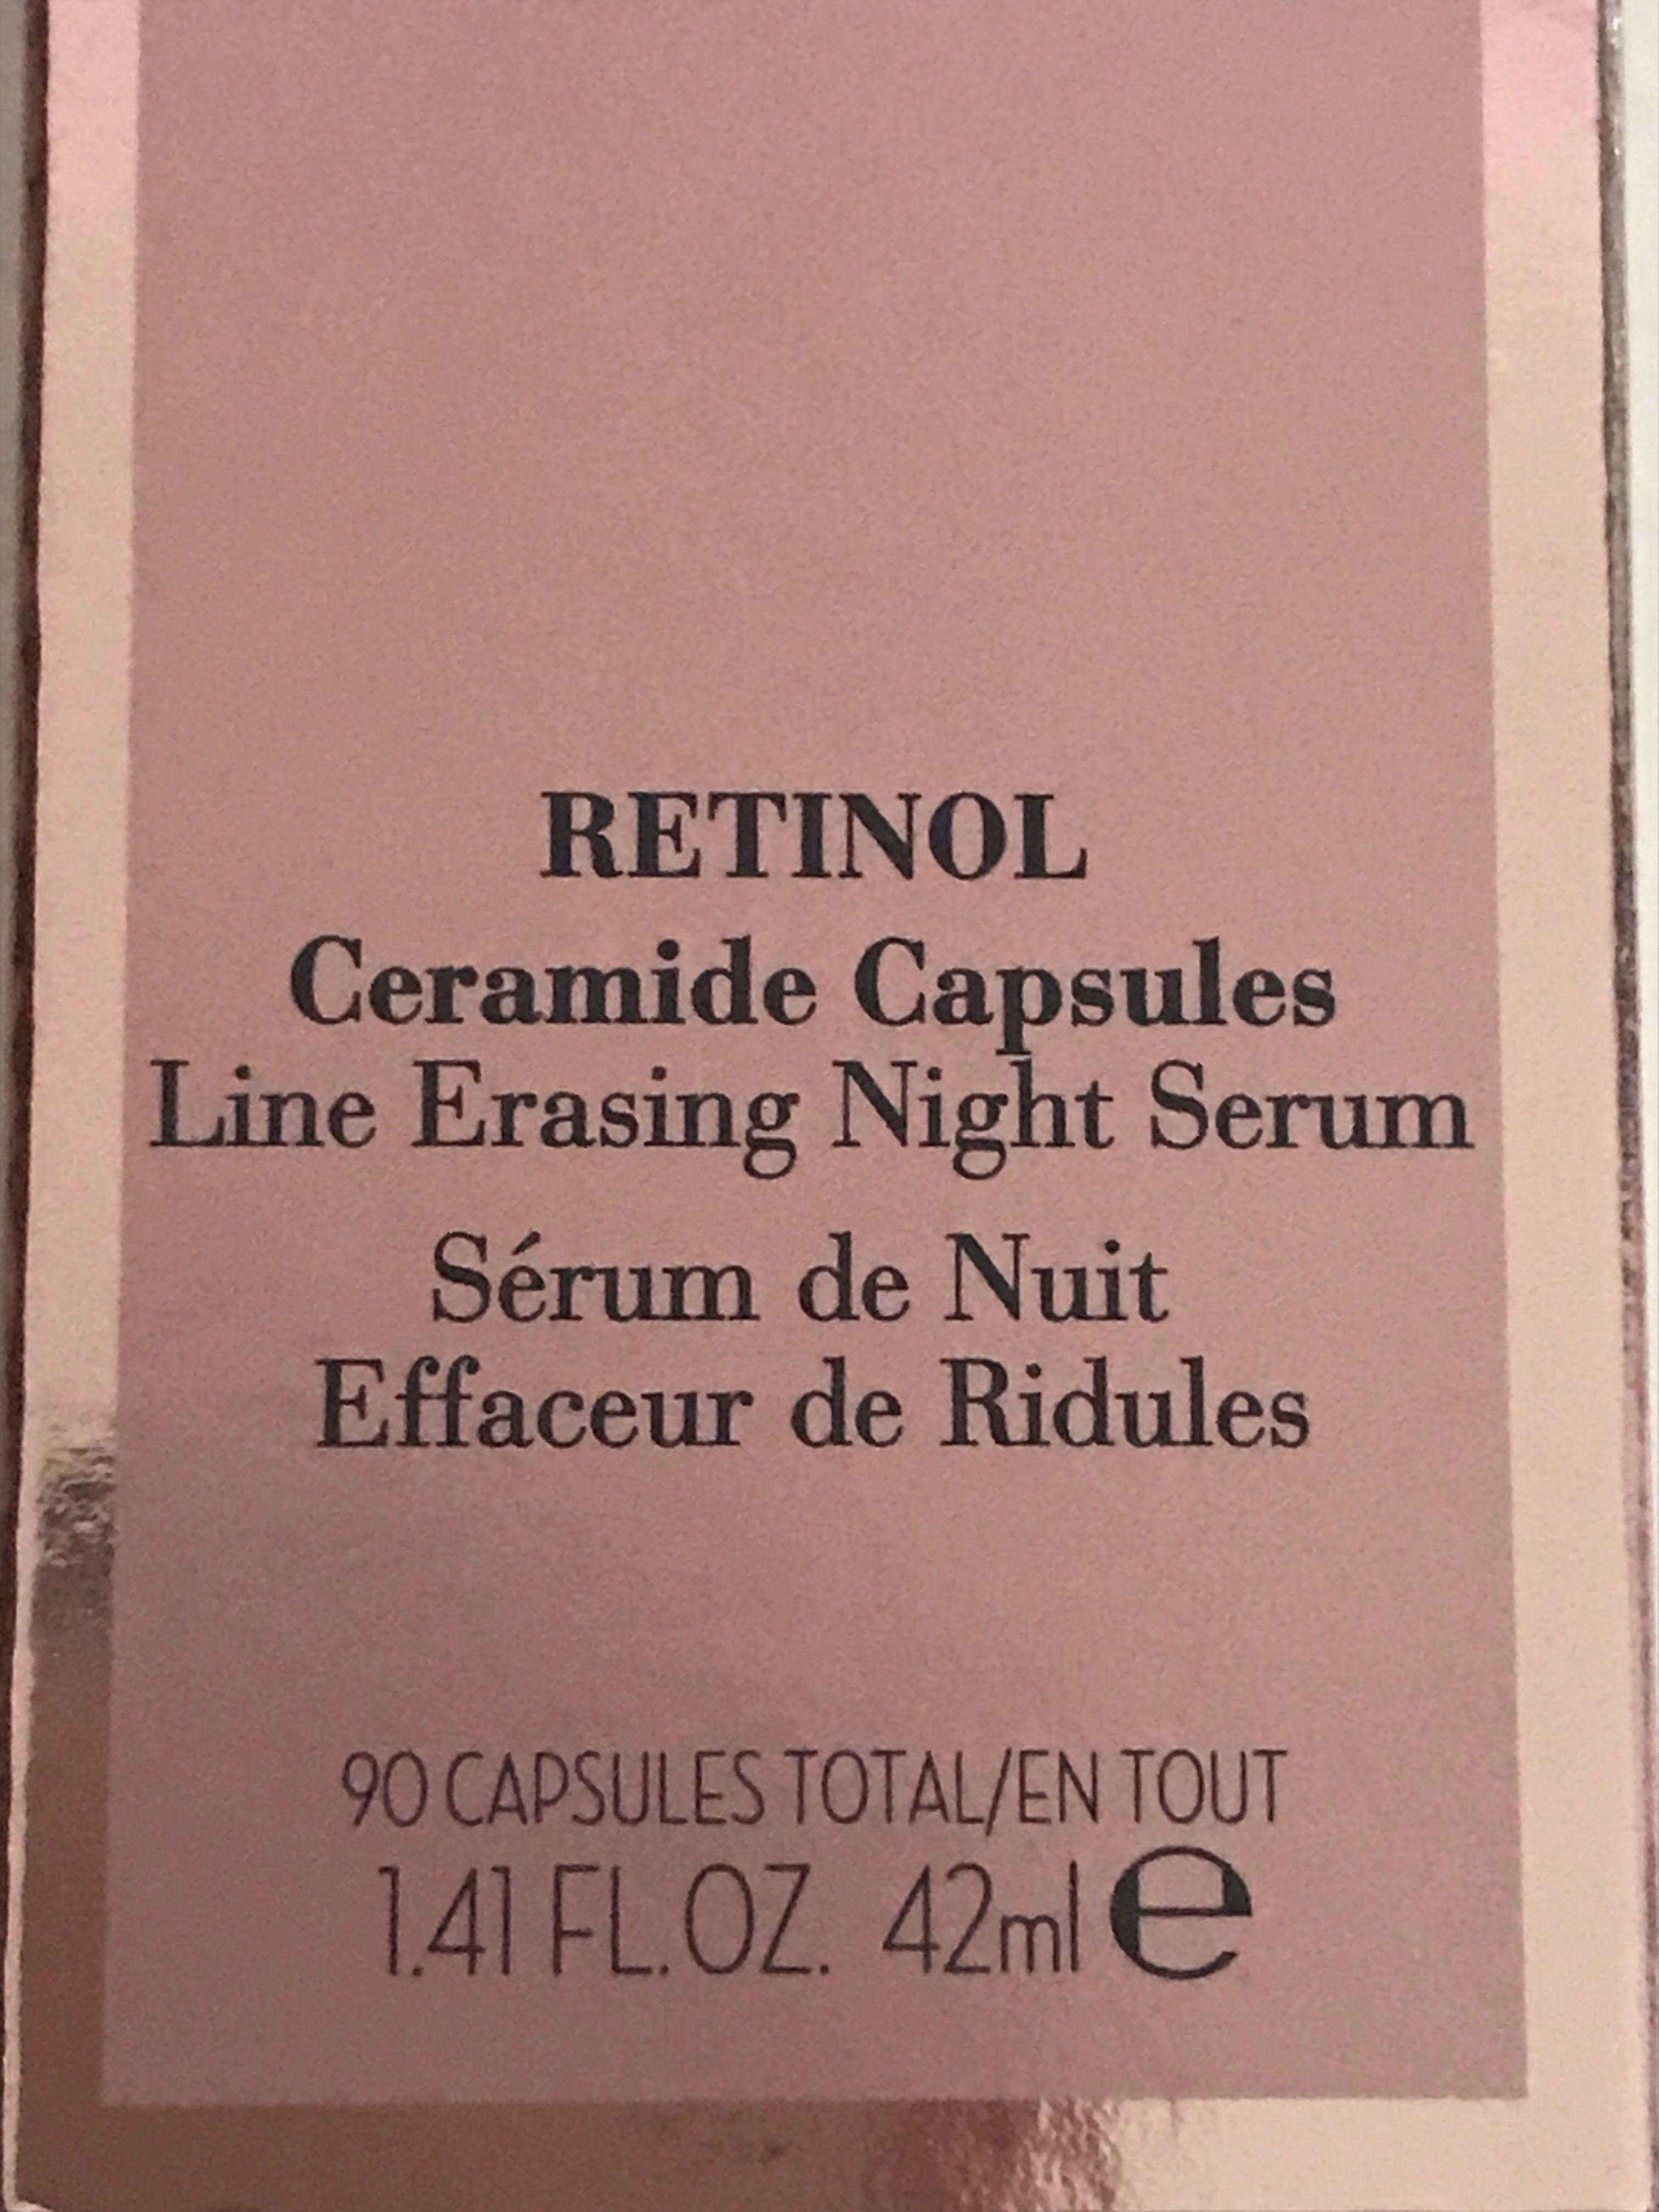 RETINOL
Ceramide Capsules
Line Erasing Night Serum
Sérum de Nuit
Effaceur de Ridules
90 CAPSULES TOTAL/EN TOUT
1.41 FL.OZ. 42ml e